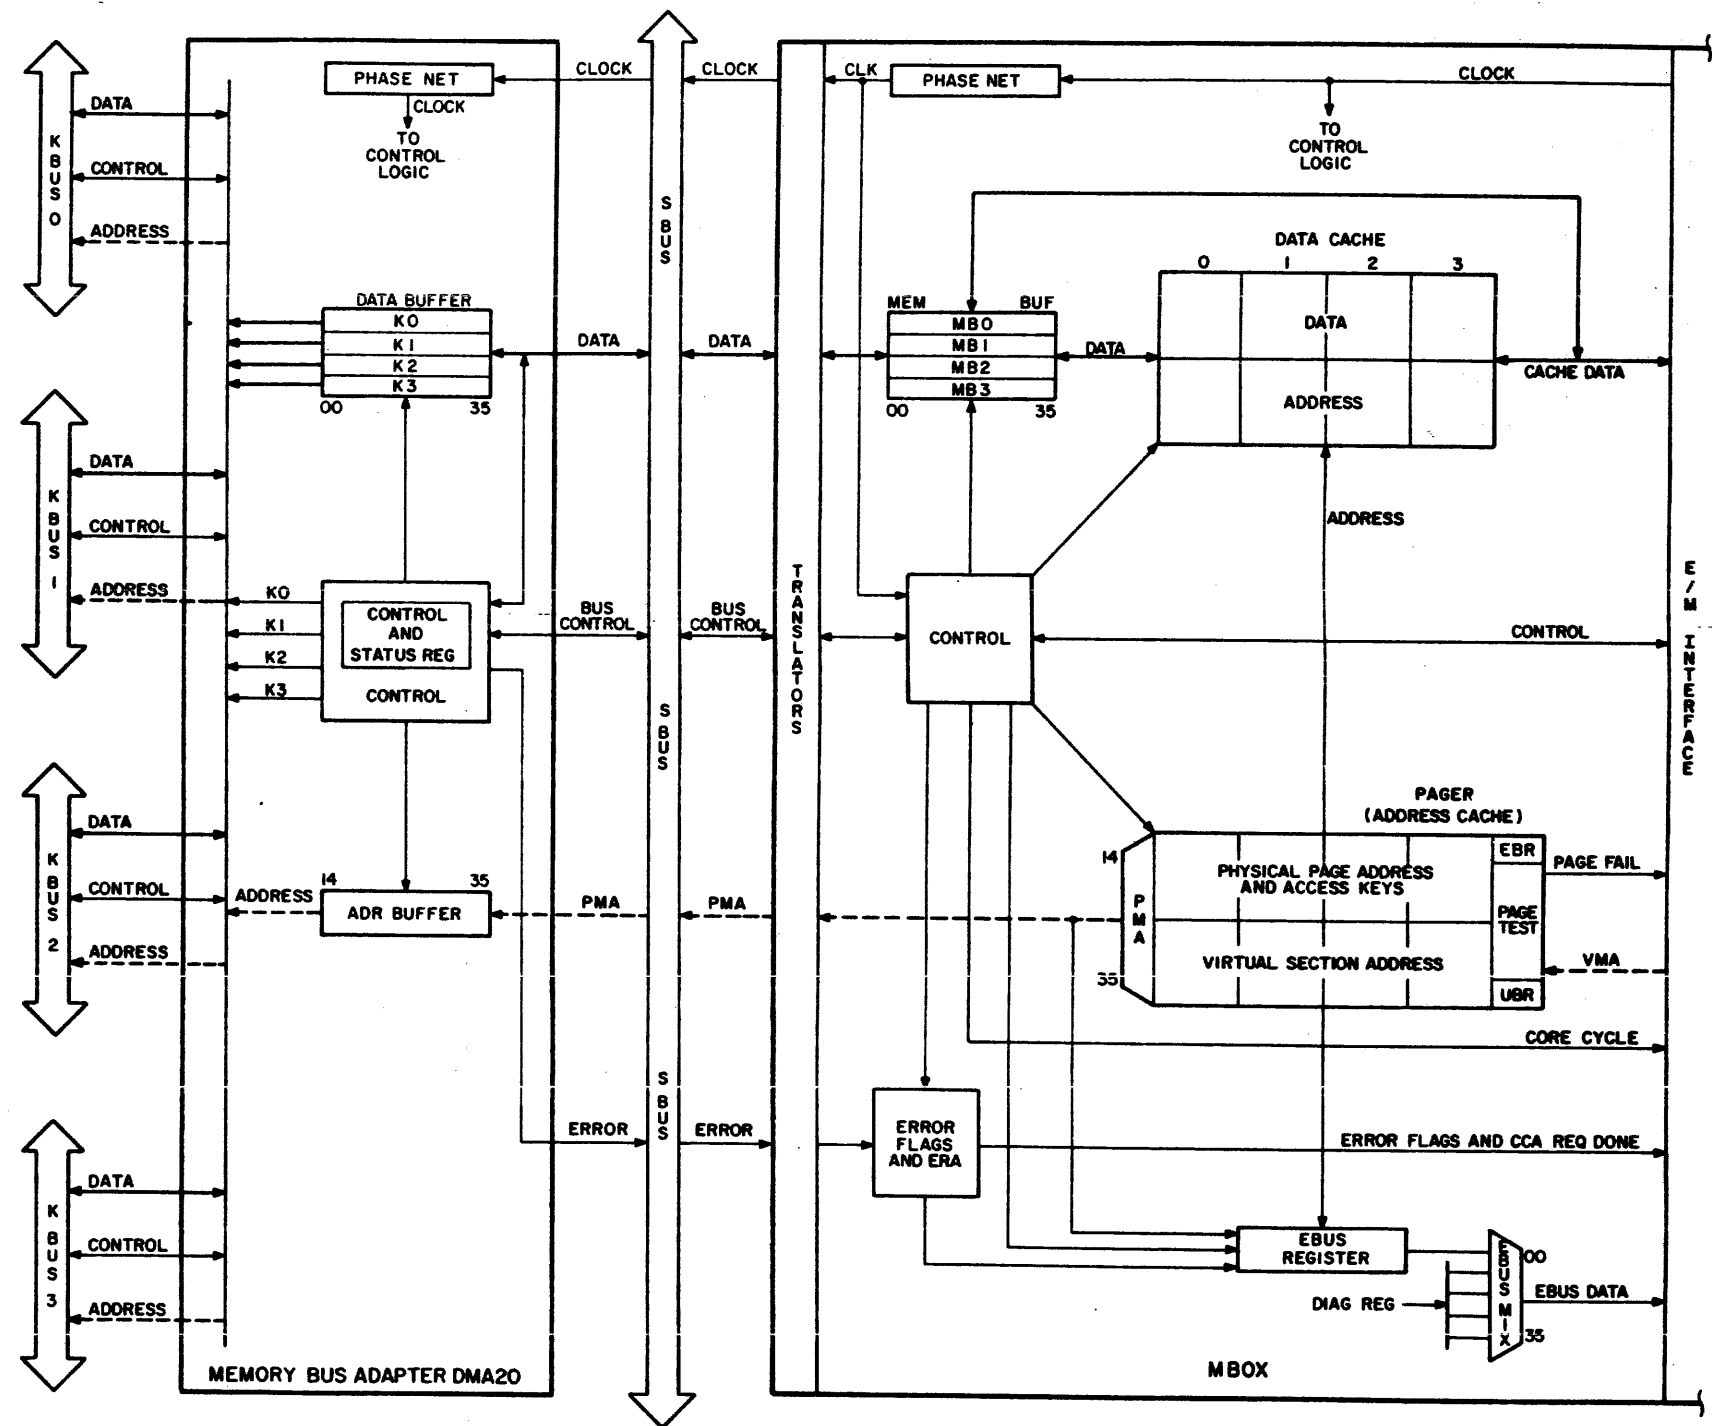 PHASE NET
CLOCK
TO
CONTROL
LOGIC
CLOCK
CLOCK
CLK
PHASE NET
CLOCK
TO
CONTROL
LOGIC
K BUS 0
DATA
CONTROL
ADDRESS
DATA BUFFER
K0
K1
K2
K3
00 35
DATA
S BUS
DATA
MEM BUF
MB0
MB1
MB2
MB3
00 35
DATA
DATA CACHE
0 1 2 3
DATA
ADDRESS
CACHE DATA
ADDRESS
K BUS 1
DATA
CONTROL
ADDRESS
K0
K1
K2
K3
CONTROL
AND
STATUS REG
CONTROL
BUS
CONTROL
S BUS
BUS
CONTROL
TRANSLATORS
CONTROL
CONTROL
E/M INTERFACE
K BUS 2
DATA
CONTROL
ADDRESS
ADDRESS
14 35
ADR BUFFER
PMA
PMA
PAGER
(ADDRESS CACHE)
14
PMA
35
PHYSICAL PAGE ADDRESS
AND ACCESS KEYS
VIRTUAL SECTION ADDRESS
EBR
PAGE
TEST
UBR
PAGE FAIL
VMA
CORE CYCLE
K BUS 3
DATA
CONTROL
ADDRESS
ERROR
S BUS
ERROR
ERROR
FLAGS
AND ERA
ERROR FLAGS AND CCA REQ DONE
EBUS
REGISTER
DIAG REG
EBUS MIX
00
35
EBUS DATA
MEMORY BUS ADAPTER DMA20
MBOX